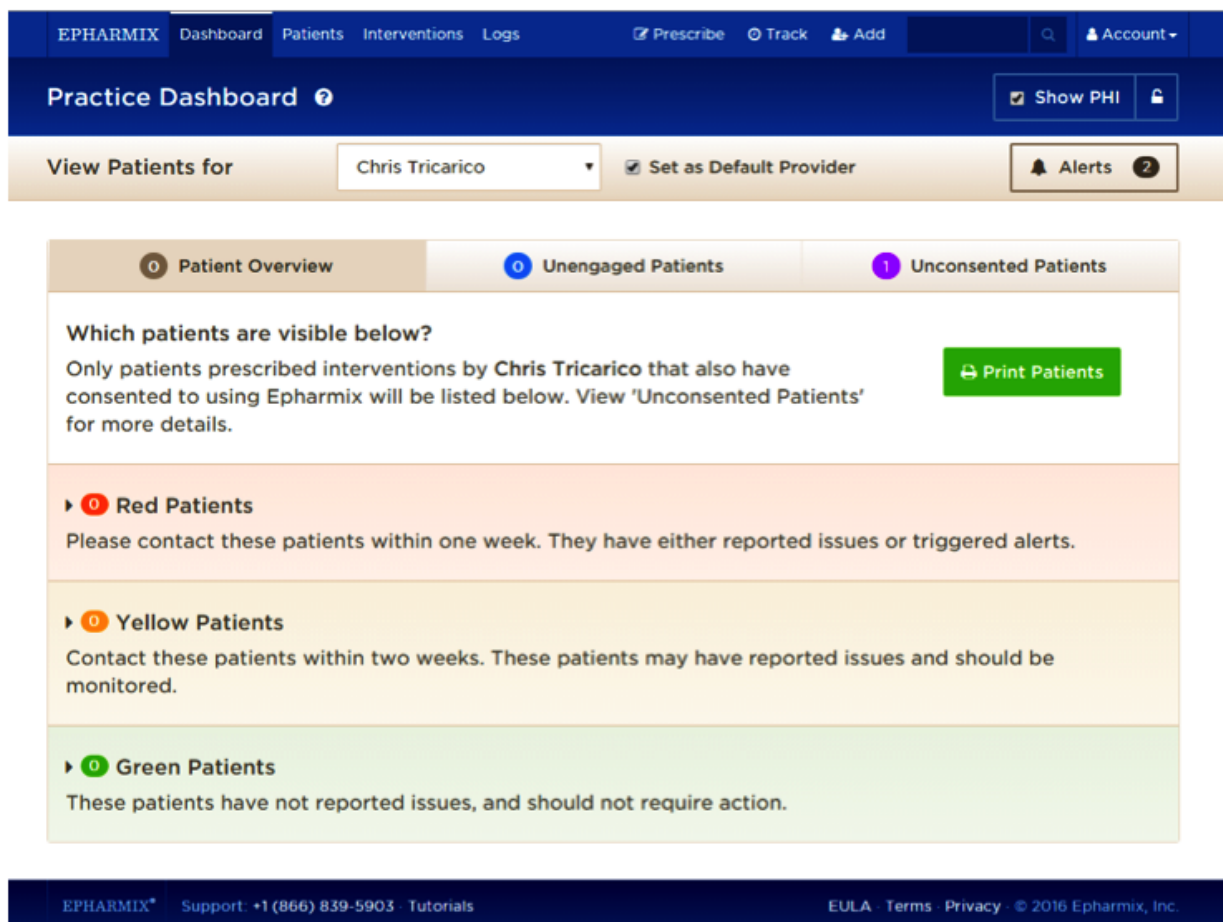 EPHARMIX Dashboard Patients Interventions Logs Prescribe Track Add Account
Practice Dashboard ? Show PHI
View Patients for Chris Tricarico Set as Default Provider Alerts 2
0 Patient Overview 0 Unengaged Patients 1 Unconsented Patients
Which patients are visible below?
Only patients prescribed interventions by Chris Tricarico that also have
consented to using Epharmix will be listed below. View 'Unconsented Patients'
for more details.
Print Patients
0 Red Patients
Please contact these patients within one week. They have either reported issues or triggered alerts.
0 Yellow Patients
Contact these patients within two weeks. These patients may have reported issues and should be
monitored.
0 Green Patients
These patients have not reported issues, and should not require action.
EPHARMIX® Support: +1 (866) 839-5903 · Tutorials EULA · Terms · Privacy · © 2016 Epharmix, Inc.